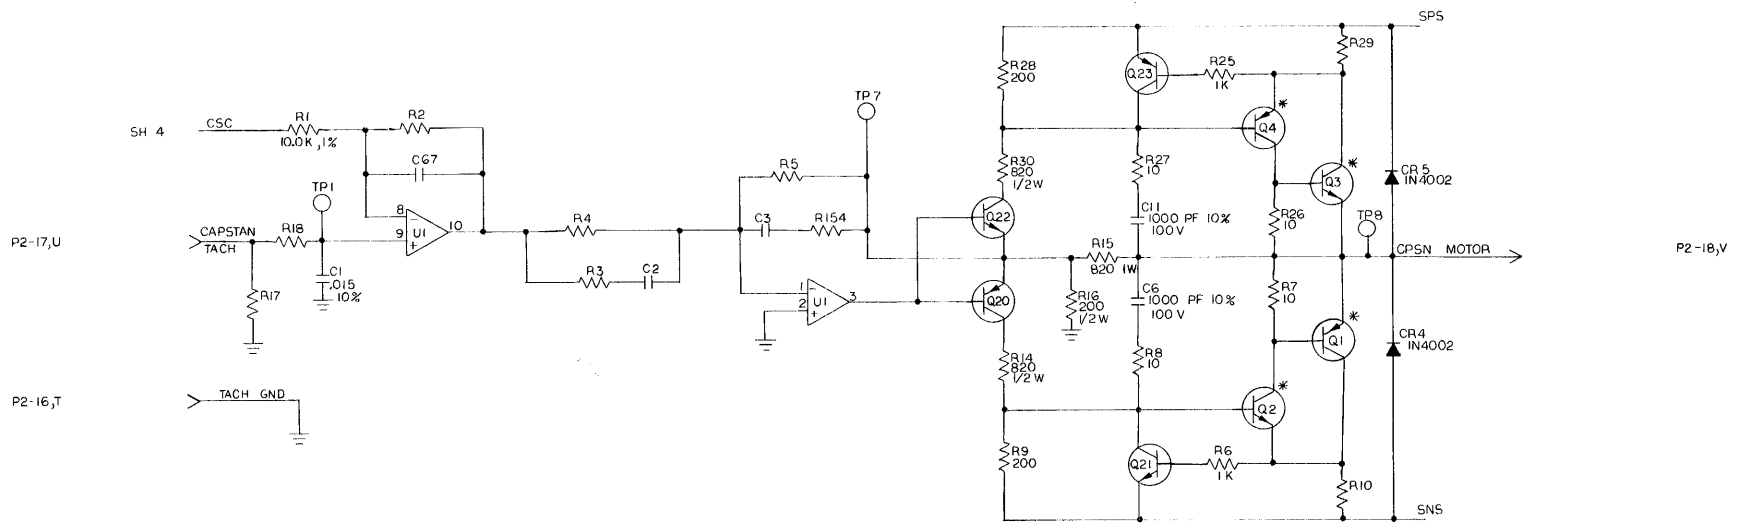 SPS
R29
R28
200
Q23
R25
1K
TP7
*
Q4
SH 4
CSC
R1
10.0K,1%
R2
C67
R5
R30
820
1/2W
R27
10
*
Q3
CR5
1N4002
TP1
Q22
C11
1000 PF 10%
100V
R26
10
TP8
P2-17,U
CAPSTAN
TACH
R18
8
9
-
+
U1
10
R4
C3
R154
R15
820 1W
CPSN MOTOR
P2-18,V
C1
.015
10%
R17
R3
C2
1
2
-
+
U1
3
Q20
R16
200
1/2W
C6
1000 PF 10%
100V
R7
10
*
Q1
CR4
1N4002
R14
820
1/2W
R8
10
P2-16,T
TACH GND
*
Q2
R9
200
Q21
R6
1K
R10
SNS